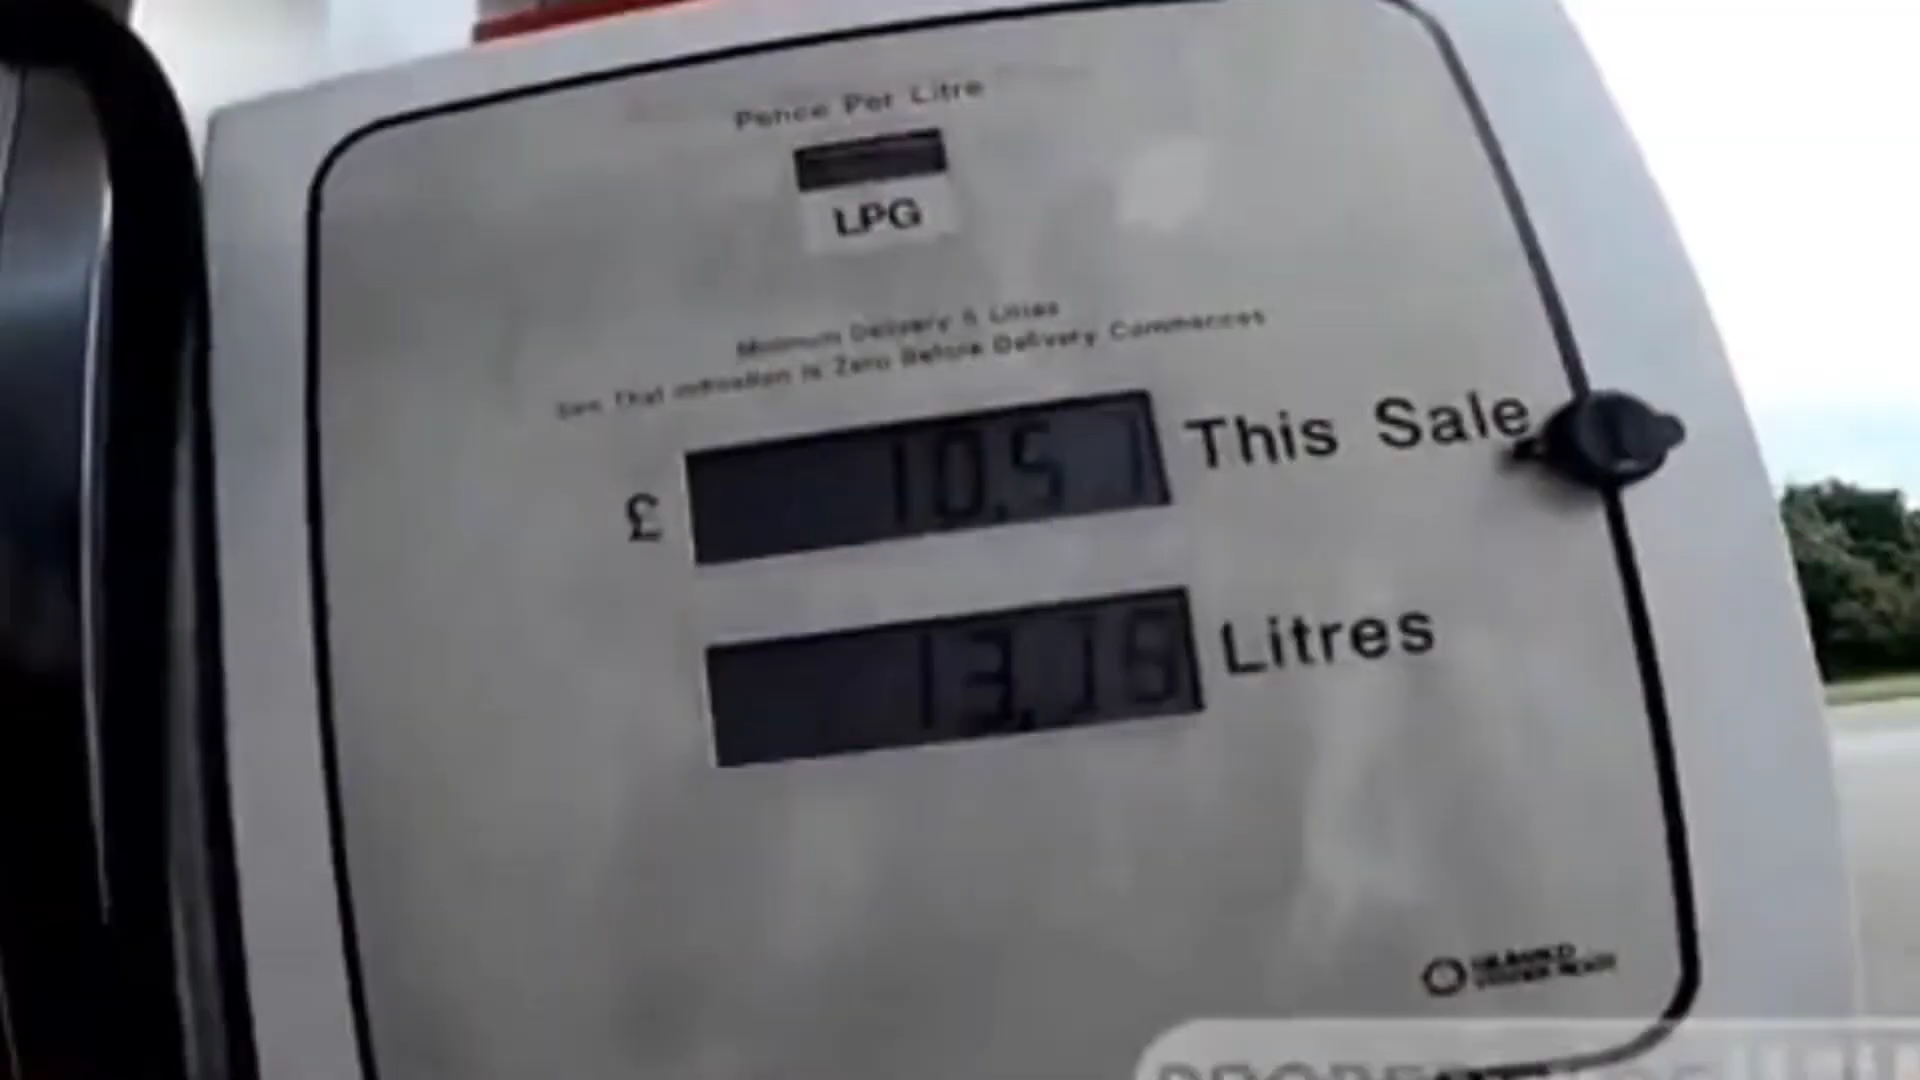 Pence Per Litre
LPG
Minimum Delivery 5 Litres
See That Indication Is Zero Before Delivery Commences
£ 10.51 This Sale
13.16 Litres